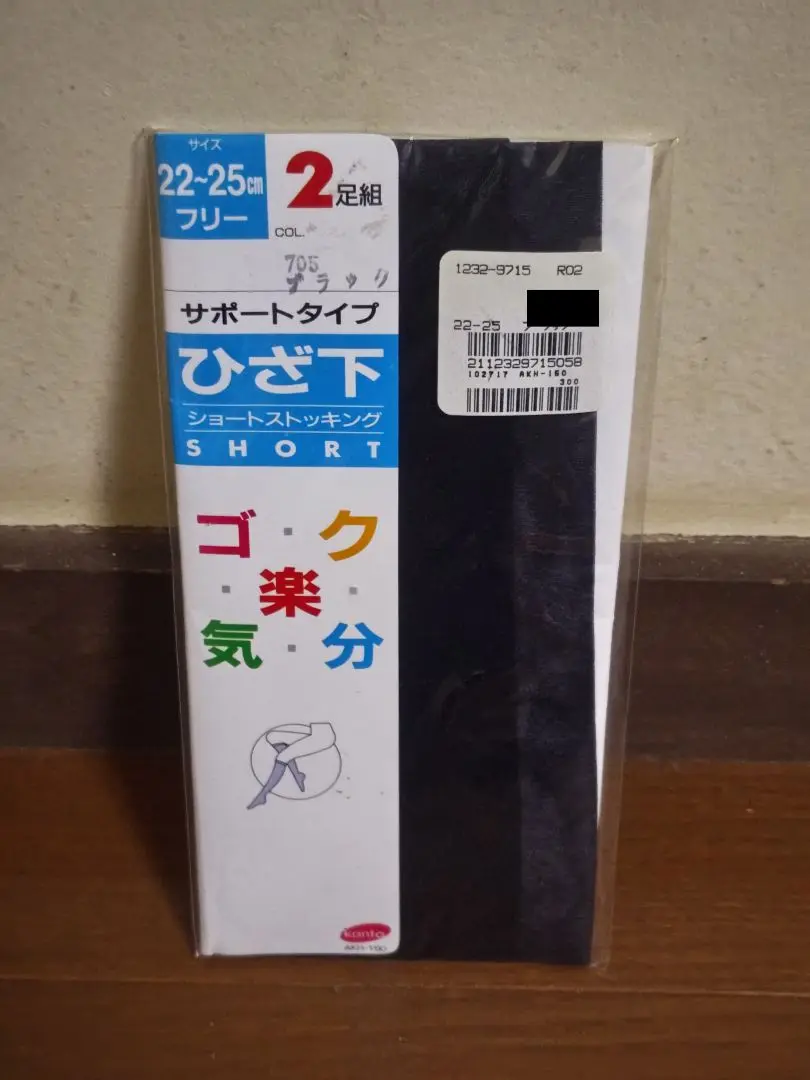 サイズ
22~25cm
フリー
2足組
COL.
705
ブラック
サポートタイプ
ひざ下
ショートストッキング
SHORT
ゴ・ク
・楽・
気・分
kanto
1232-9715 R02
22-25
2112329715058
102717 AKH-150
300